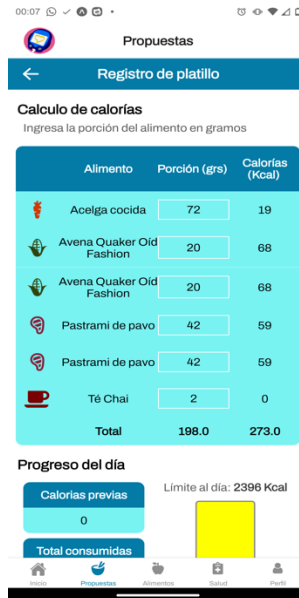 00:07
Propuestas
Registro de platillo
Calculo de calorías
Ingresa la porción del alimento en gramos
Alimento Porción (grs) Calorías (Kcal)
Acelga cocida 72 19
Avena Quaker Oíd Fashion 20 68
Avena Quaker Oíd Fashion 20 68
Pastrami de pavo 42 59
Pastrami de pavo 42 59
Té Chai 2 0
Total 198.0 273.0
Progreso del día
Calorias previas
0
Total consumidas
Límite al día: 2396 Kcal
Inicio Propuestas Alimentos Salud Perfil